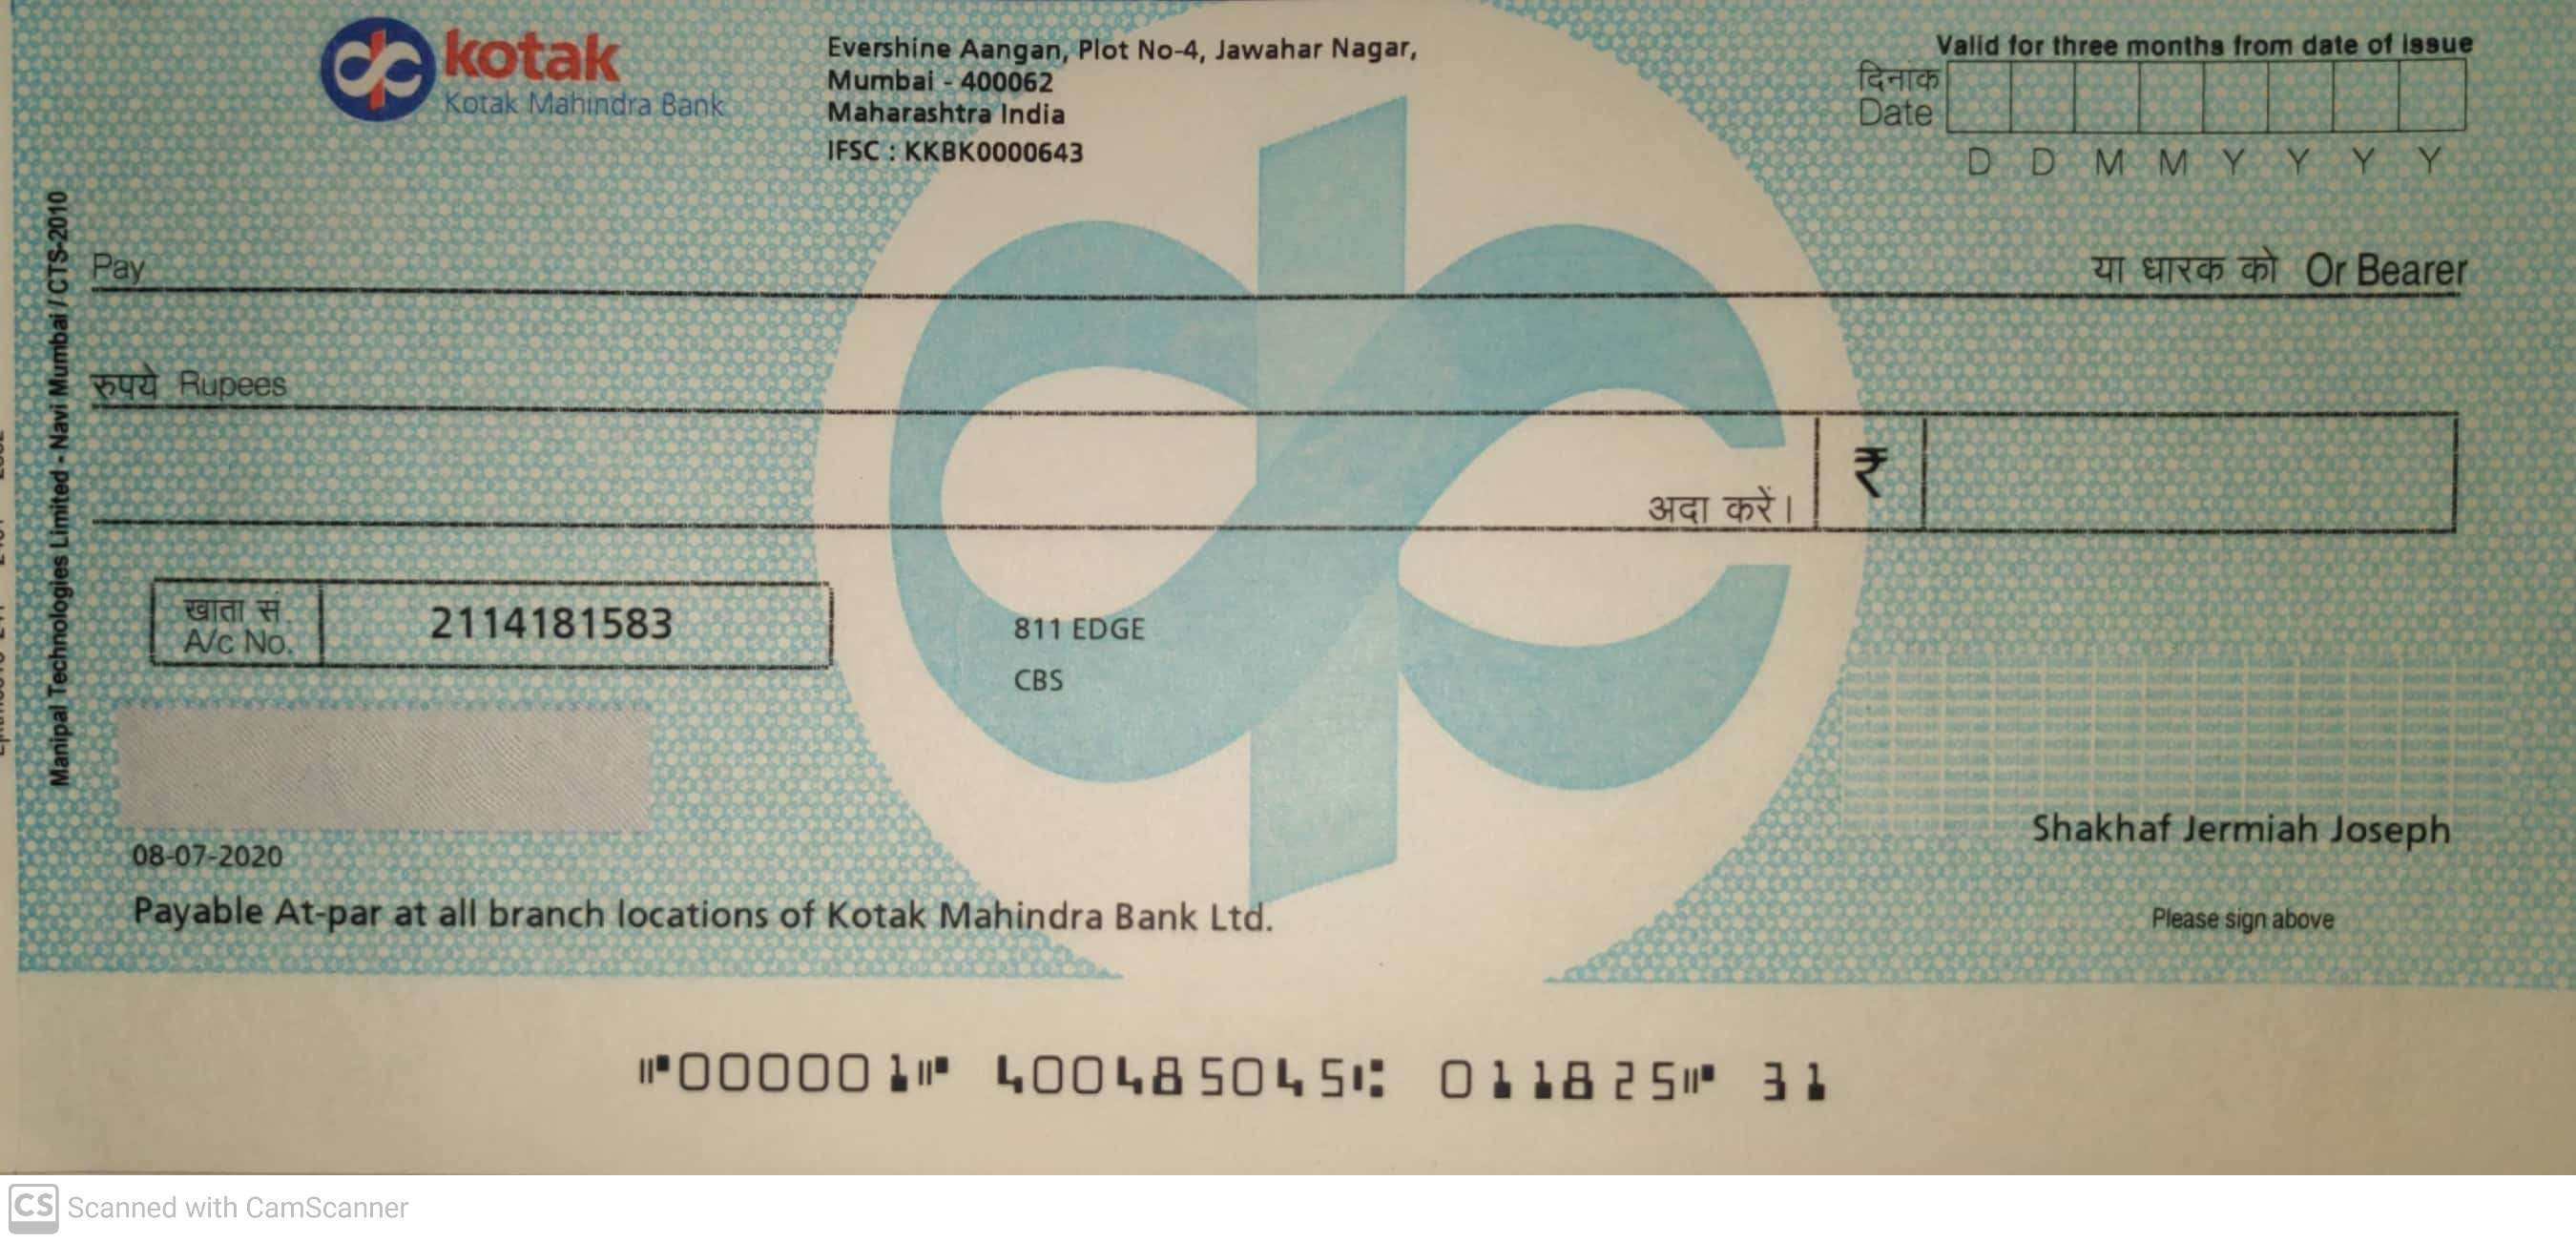 kotak
Kotak Mahindra Bank
Evershine Aangan, Plot No-4, Jawahar Nagar,
Mumbai - 400062
Maharashtra India
IFSC : KKBK0000643
Valid for three months from date of issue
दिनाक
Date
D D M M Y Y Y Y
Pay
या धारक को Or Bearer
रुपये Rupees
अदा करें।
₹
खाता सं.
A/c No.
2114181583
811 EDGE
CBS
Manipal Technologies Limited - Navi Mumbai / CTS-2010
08-07-2020
Payable At-par at all branch locations of Kotak Mahindra Bank Ltd.
Shakhaf Jermiah Joseph
Please sign above
⑈000001⑈ 400485045⑆ 011825⑈ 31
CS Scanned with CamScanner